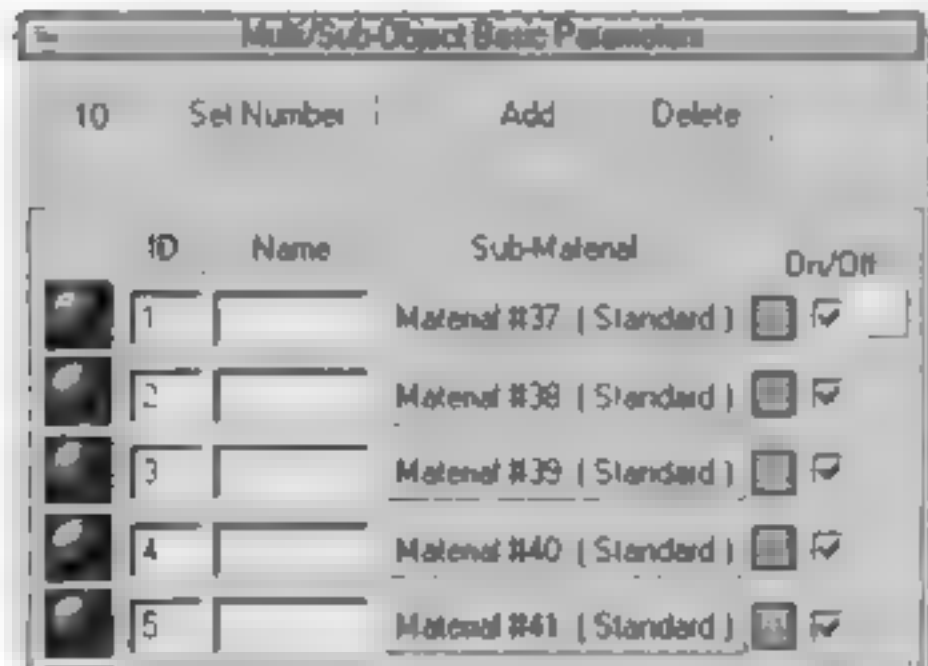 Multi/Sub-Object Basic Parameters
10 Set Number Add Delete
ID Name Sub-Material On/Off
1 Material #37 ( Standard )
2 Material #38 ( Standard )
3 Material #39 ( Standard )
4 Material #40 ( Standard )
5 Material #41 ( Standard )